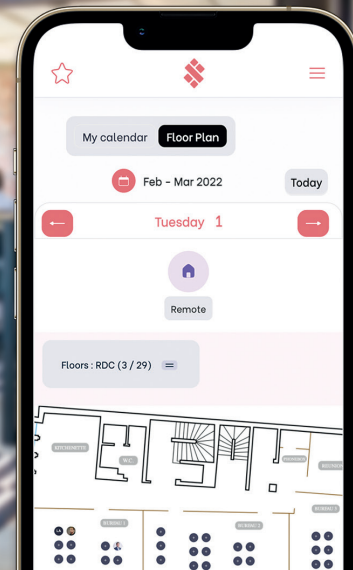 My calendar Floor Plan
Feb - Mar 2022 Today
Tuesday 1
Remote
Floors : RDC (3 / 29)
KITCHENETTE
W.C.